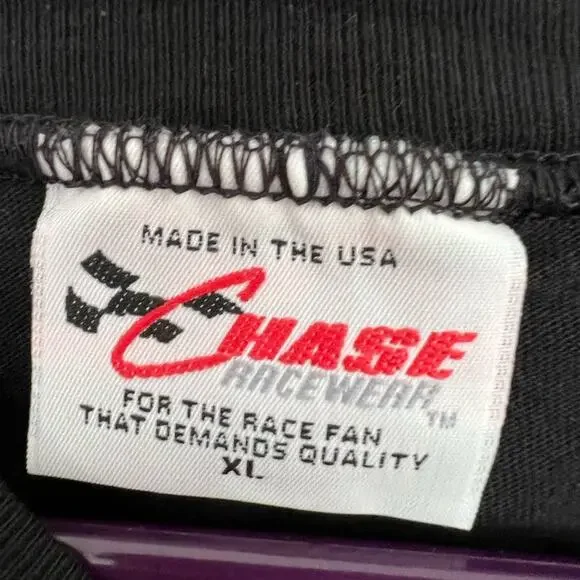 MADE IN THE USA
CHASE
RACEWEAR
TM
FOR THE RACE FAN
THAT DEMANDS QUALITY
XL